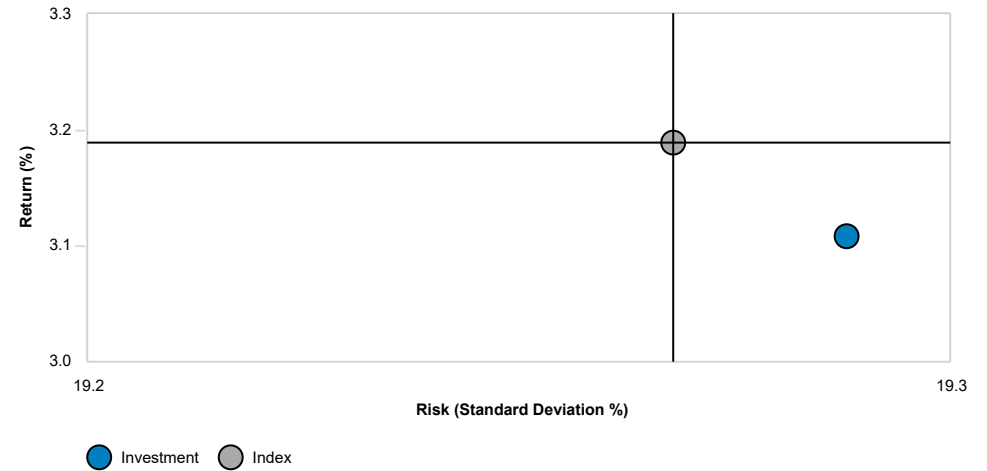 3.3
3.2
3.1
3.0
Return (%)
19.2 19.3
Risk (Standard Deviation %)
Investment Index